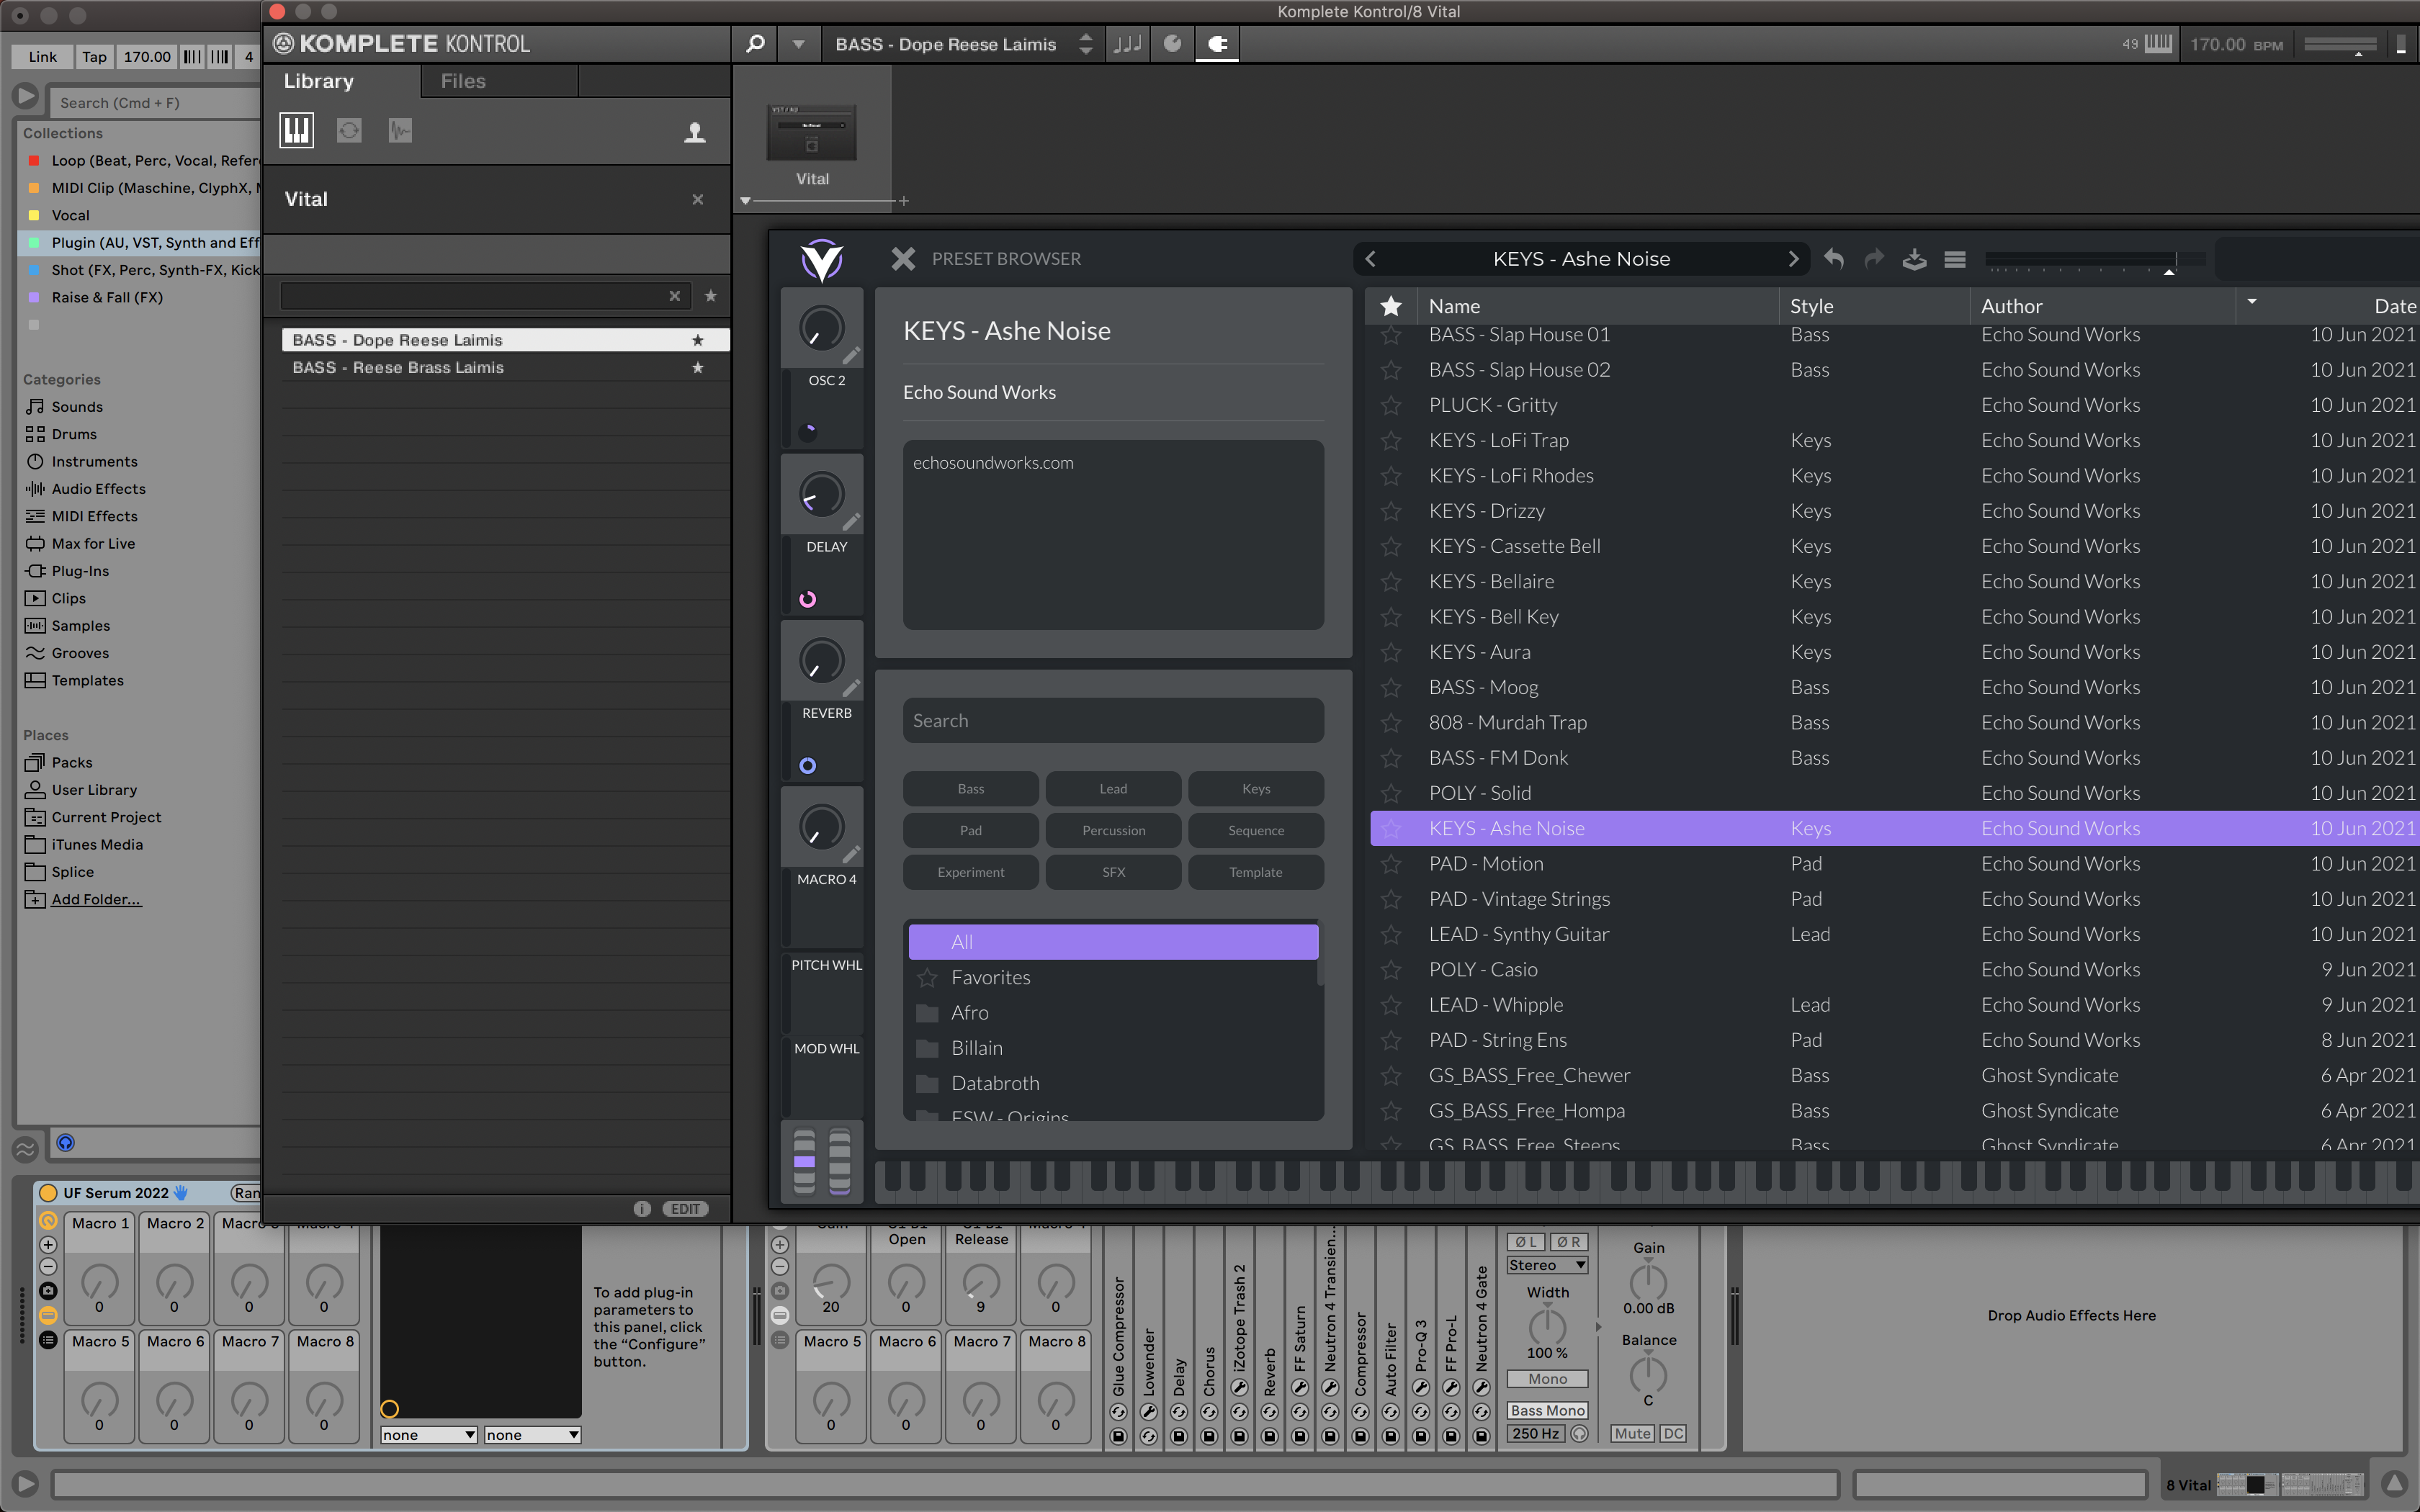 Komplete Kontrol/8 Vital
Link
Tap
170.00
4
KOMPLETE KONTROL
BASS - Dope Reese Laimis
49
170.00 BPM
Search (Cmd + F)
Collections
Loop (Beat, Perc, Vocal, Refer
MIDI Clip (Maschine, ClyphX, M
Vocal
Plugin (AU, VST, Synth and Eff
Shot (FX, Perc, Synth-FX, Kick
Raise & Fall (FX)
Categories
Sounds
Drums
Instruments
Audio Effects
MIDI Effects
Max for Live
Plug-Ins
Clips
Samples
Grooves
Templates
Places
Packs
User Library
Current Project
iTunes Media
Splice
Add Folder...
Library
Files
Vital
BASS - Dope Reese Laimis
BASS - Reese Brass Laimis
EDIT
VST / AU
Vital
PRESET BROWSER
KEYS - Ashe Noise
OSC 2
DELAY
REVERB
MACRO 4
PITCH WHL
MOD WHL
KEYS - Ashe Noise
Echo Sound Works
echosoundworks.com
Search
Bass Lead Keys
Pad Percussion Sequence
Experiment SFX Template
All
Favorites
Afro
Billain
Databroth
ESW - Origins
Name Style Author Date
BASS - Slap House 01 Bass Echo Sound Works 10 Jun 2021
BASS - Slap House 02 Bass Echo Sound Works 10 Jun 2021
PLUCK - Gritty Echo Sound Works 10 Jun 2021
KEYS - LoFi Trap Keys Echo Sound Works 10 Jun 2021
KEYS - LoFi Rhodes Keys Echo Sound Works 10 Jun 2021
KEYS - Drizzy Keys Echo Sound Works 10 Jun 2021
KEYS - Cassette Bell Keys Echo Sound Works 10 Jun 2021
KEYS - Bellaire Keys Echo Sound Works 10 Jun 2021
KEYS - Bell Key Keys Echo Sound Works 10 Jun 2021
KEYS - Aura Keys Echo Sound Works 10 Jun 2021
BASS - Moog Bass Echo Sound Works 10 Jun 2021
808 - Murdah Trap Bass Echo Sound Works 10 Jun 2021
BASS - FM Donk Bass Echo Sound Works 10 Jun 2021
POLY - Solid Echo Sound Works 10 Jun 2021
KEYS - Ashe Noise Keys Echo Sound Works 10 Jun 2021
PAD - Motion Pad Echo Sound Works 10 Jun 2021
PAD - Vintage Strings Pad Echo Sound Works 10 Jun 2021
LEAD - Synthy Guitar Lead Echo Sound Works 10 Jun 2021
POLY - Casio Echo Sound Works 9 Jun 2021
LEAD - Whipple Lead Echo Sound Works 9 Jun 2021
PAD - String Ens Pad Echo Sound Works 8 Jun 2021
GS_BASS_Free_Chewer Bass Ghost Syndicate 6 Apr 2021
GS_BASS_Free_Hompa Bass Ghost Syndicate 6 Apr 2021
GS_BASS_Free_Steeps Bass Ghost Syndicate 6 Apr 2021
UF Serum 2022
Ran
Macro 1 Macro 2 Macro 3 Macro 4
0 0 0 0
Macro 5 Macro 6 Macro 7 Macro 8
0 0 0 0
none none
To add plug-in
parameters to
this panel, click
the “Configure”
button.
Gain
Open
Release
Macro 4
20 0 9 0
Macro 5 Macro 6 Macro 7 Macro 8
0 0 0 0
Glue Compressor
Lowender
Delay
Chorus
iZotope Trash 2
Reverb
FF Saturn
Neutron 4 Transien...
Compressor
Auto Filter
Pro-Q 3
FF Pro-L
Neutron 4 Gate
Ø L Ø R
Stereo
Width
100 %
Mono
Bass Mono
250 Hz
Gain
0.00 dB
Balance
C
Mute DC
Drop Audio Effects Here
8 Vital